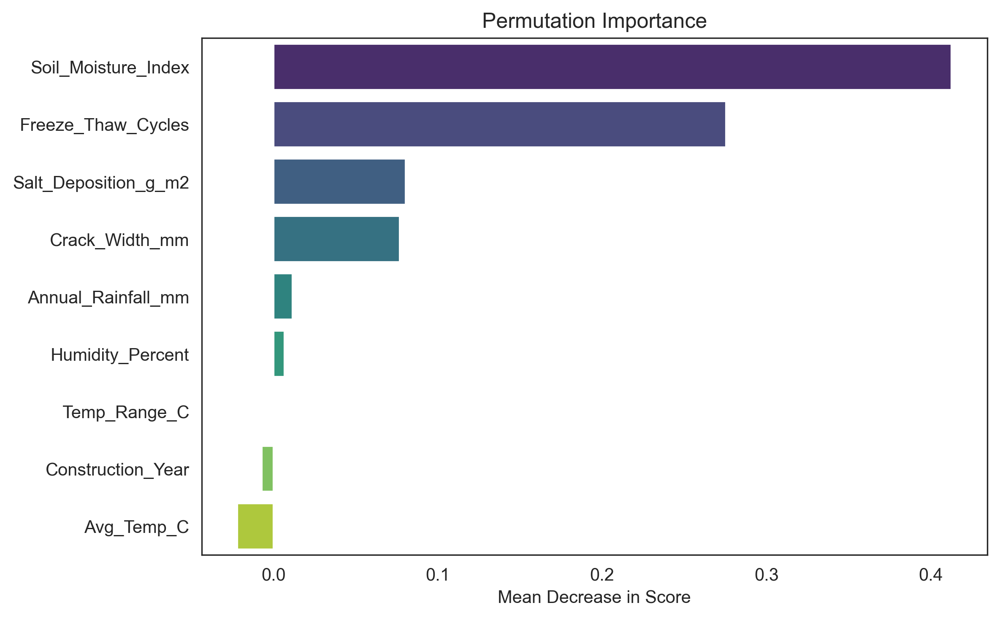 Permutation Importance
Soil_Moisture_Index
Freeze_Thaw_Cycles
Salt_Deposition_g_m2
Crack_Width_mm
Annual_Rainfall_mm
Humidity_Percent
Temp_Range_C
Construction_Year
Avg_Temp_C
0.0 0.1 0.2 0.3 0.4
Mean Decrease in Score